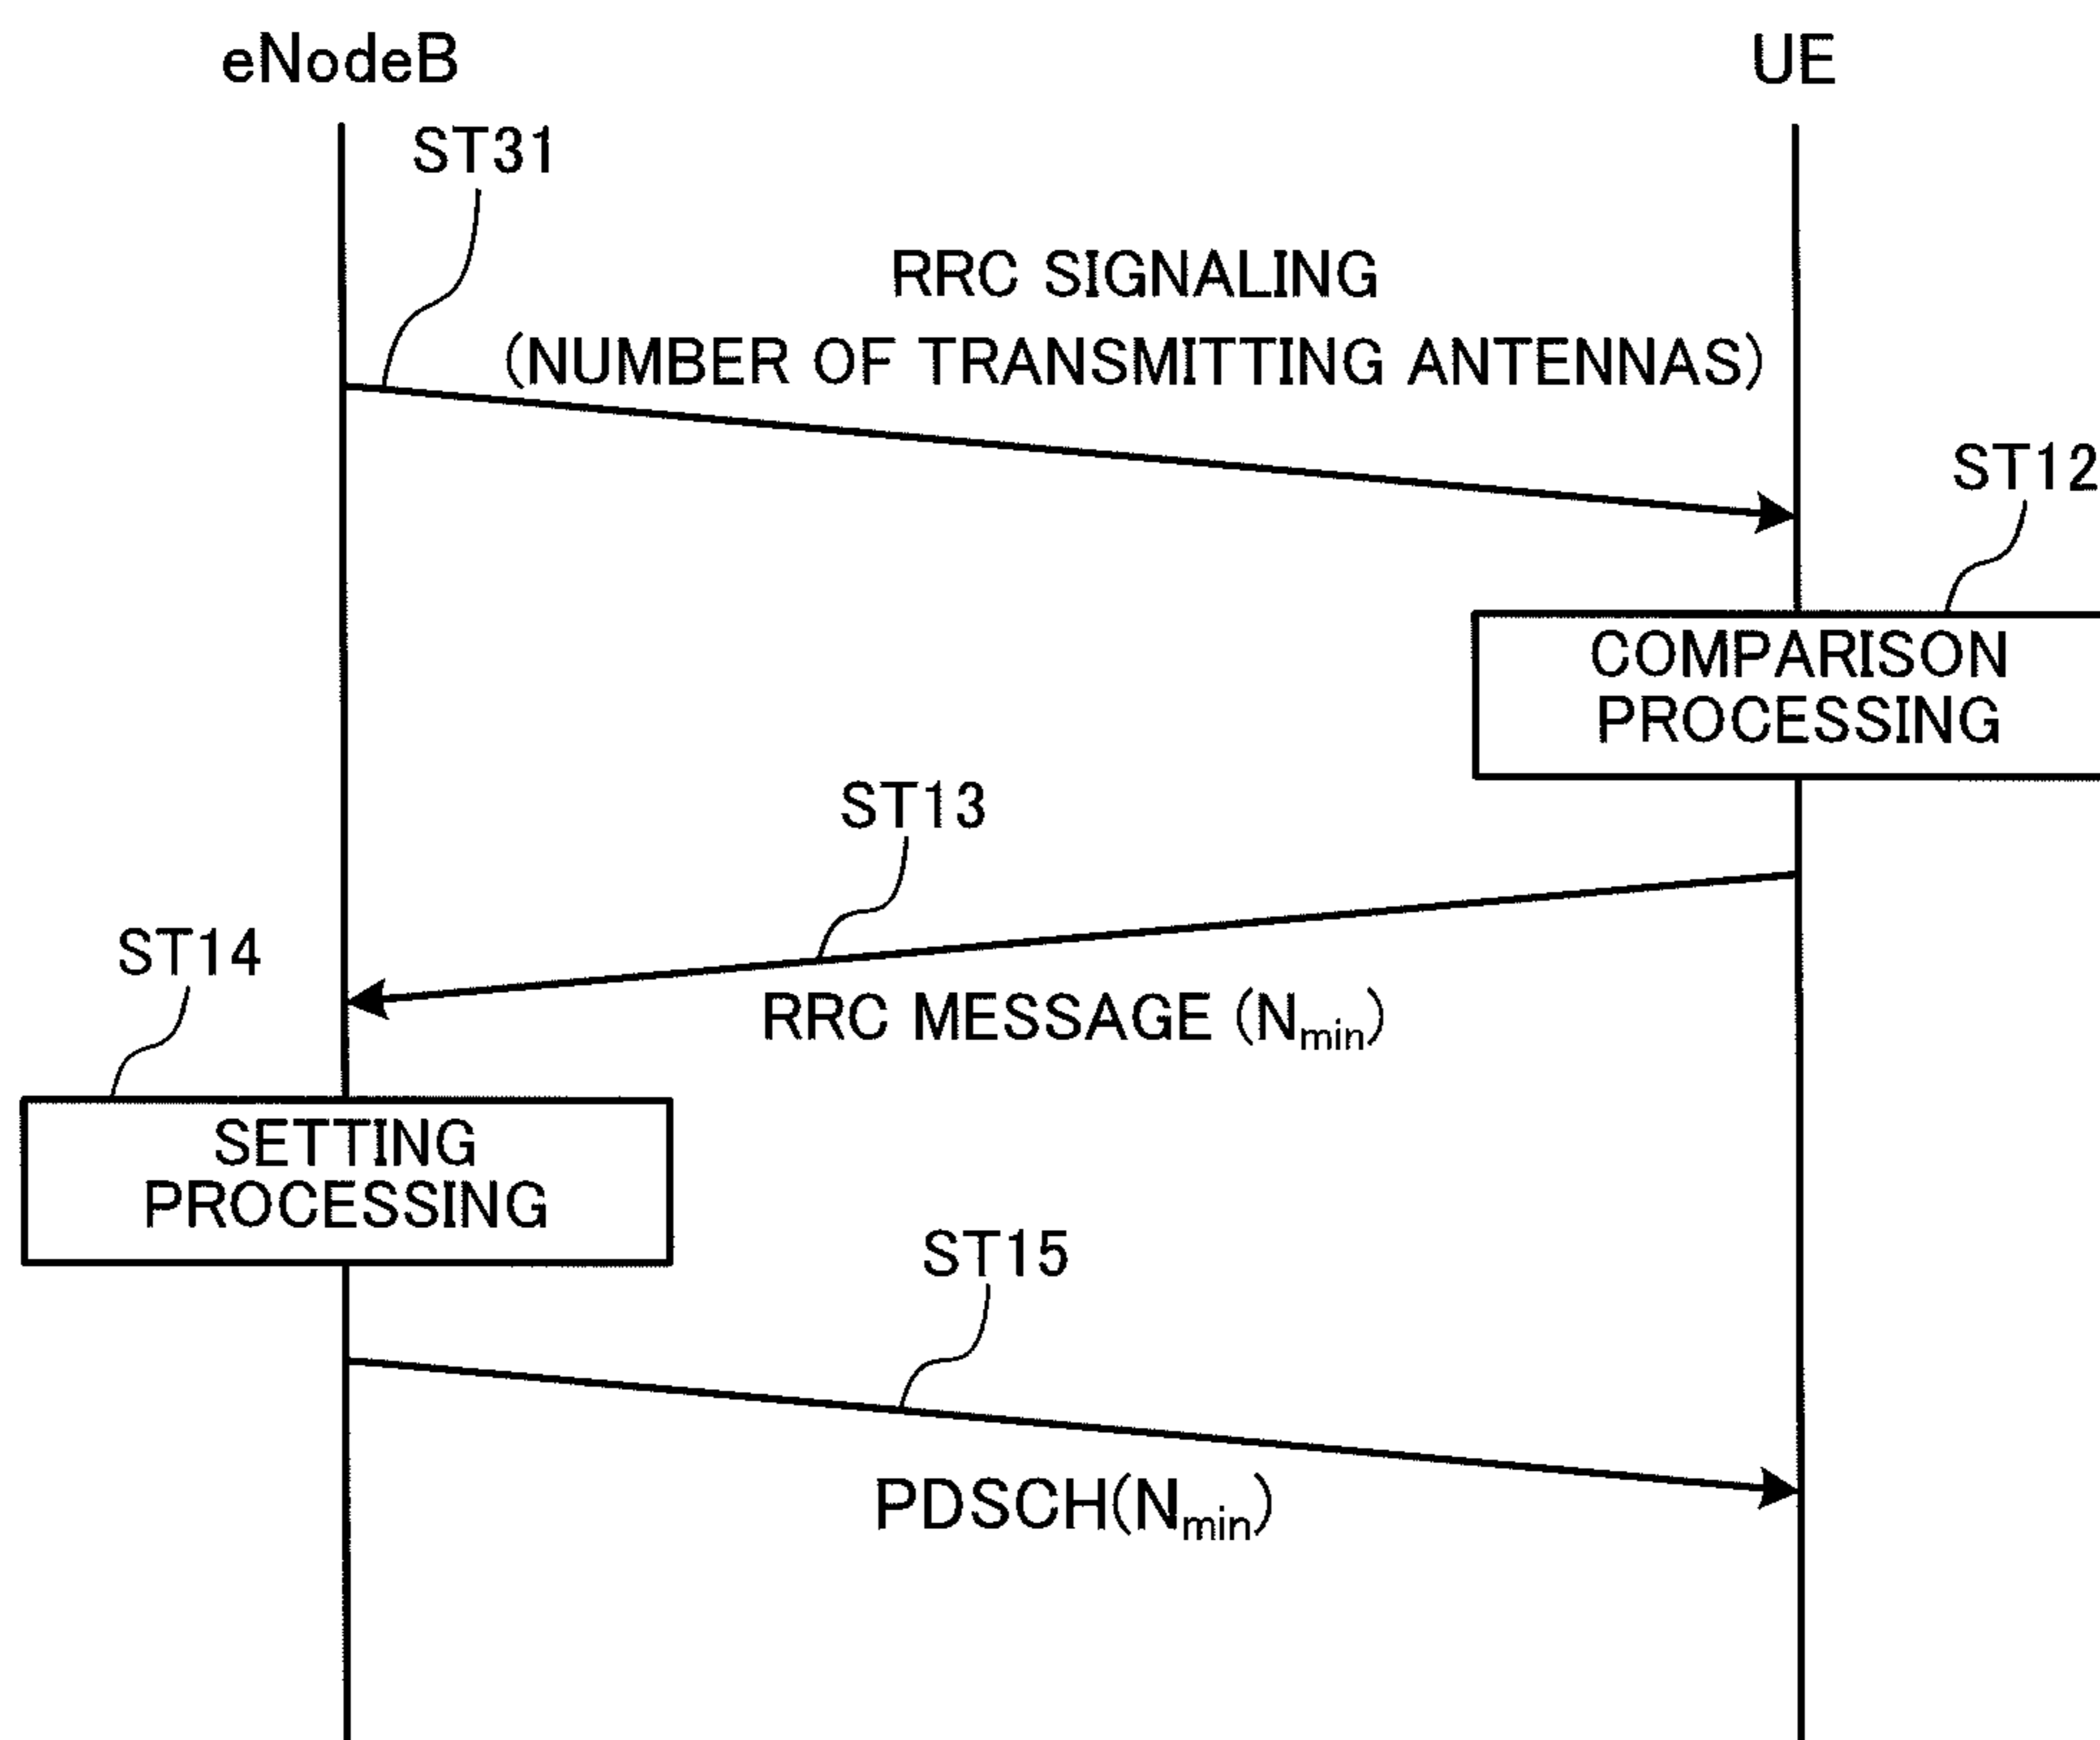 eNodeB
UE
ST31
RRC SIGNALING
(NUMBER OF TRANSMITTING ANTENNAS)
ST12
COMPARISON
PROCESSING
ST13
RRC MESSAGE (Nmin)
ST14
SETTING
PROCESSING
ST15
PDSCH(Nmin)